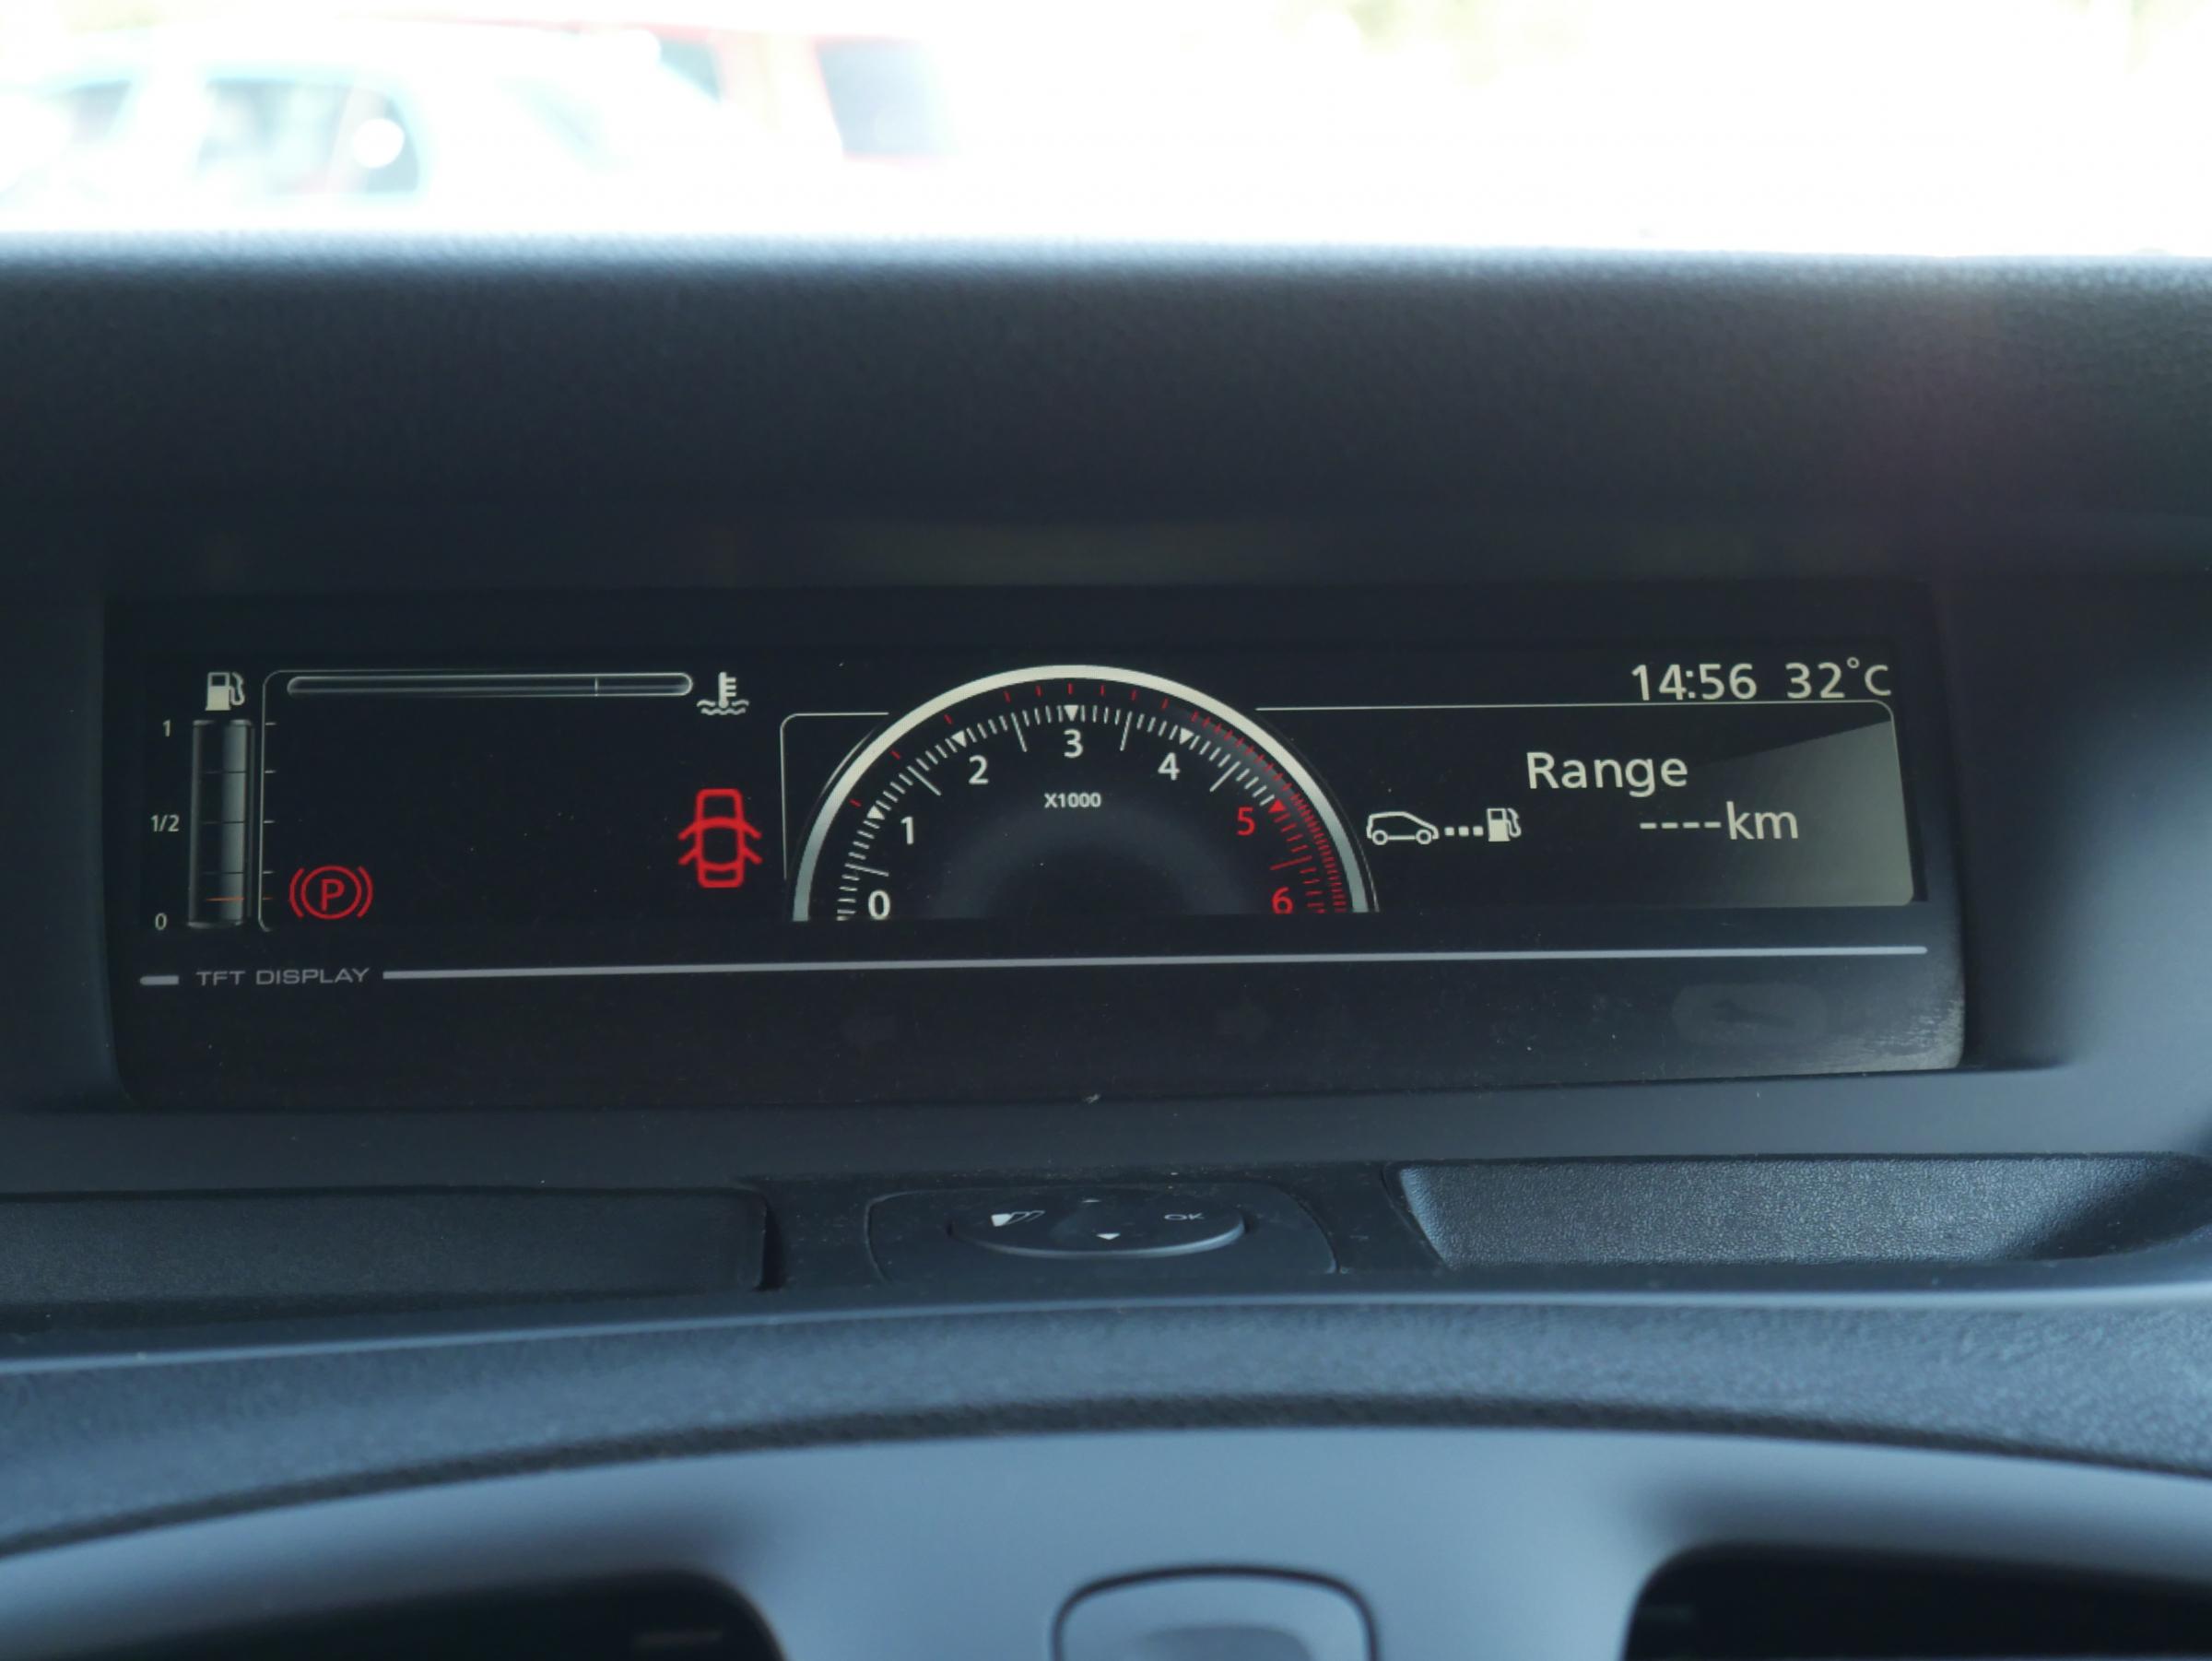 14:56 32°C
1
1/2
0
(P)
0 1 2 3 4 5 6
X1000
Range
----km
TFT DISPLAY
OK